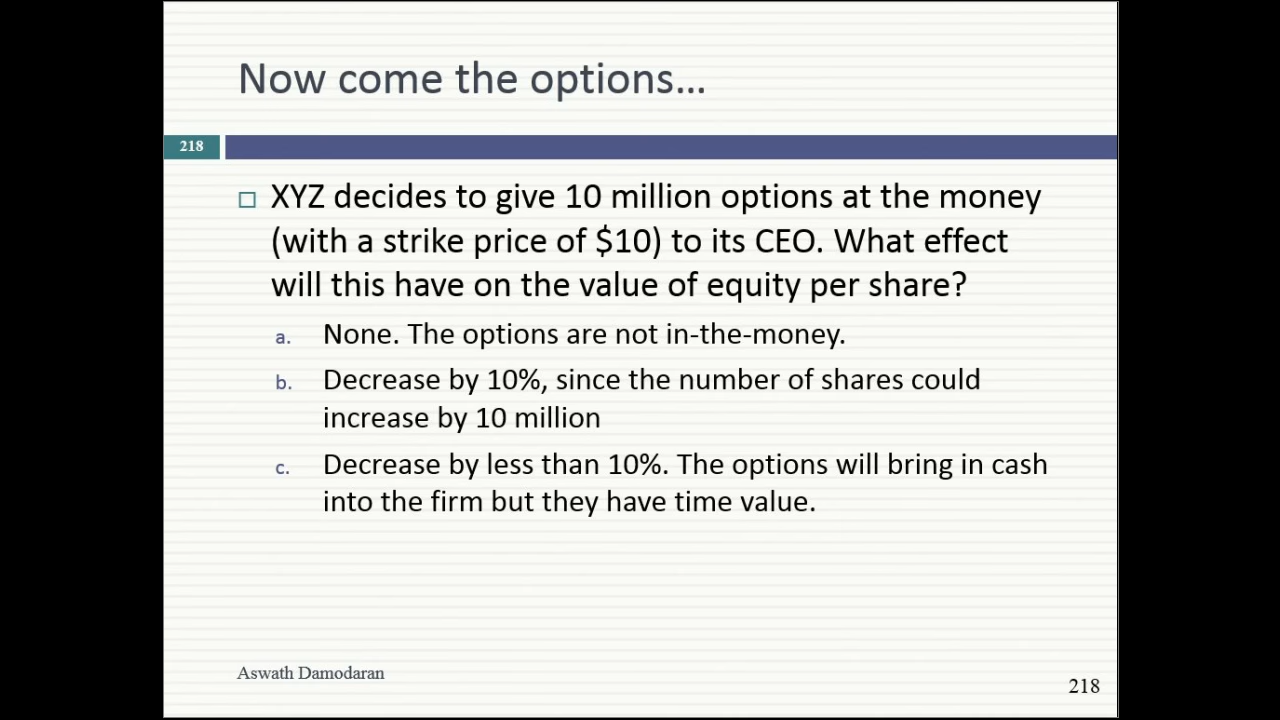 Now come the options…
218
□ XYZ decides to give 10 million options at the money
(with a strike price of $10) to its CEO. What effect
will this have on the value of equity per share?
a. None. The options are not in-the-money.
b. Decrease by 10%, since the number of shares could
increase by 10 million
c. Decrease by less than 10%. The options will bring in cash
into the firm but they have time value.
Aswath Damodaran
218